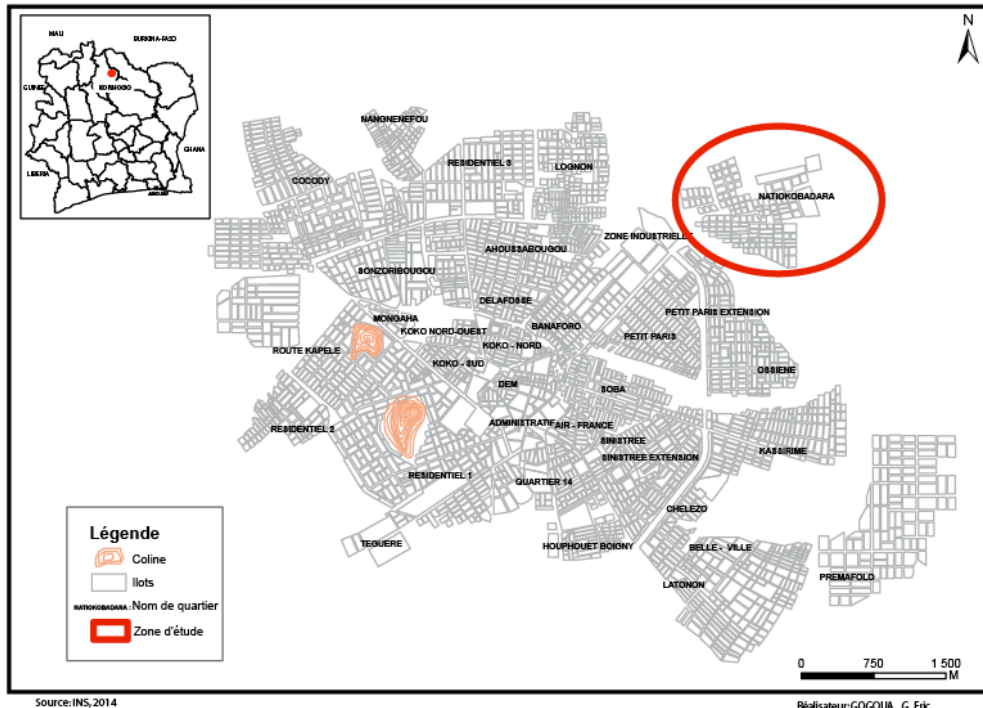 MALI
BURKINA-FASO
GUINEE
KORHOGO
GHANA
LIBERIA
N
NANGNENEFOU
RESIDENTIEL 3
LOGNON
COCODY
NATIOKOBADARA
ZONE INDUSTRIELLE
AHOUSSABOUGOU
SONZORIBOUGOU
DELAFOSSE
PETIT PARIS EXTENSION
MONGAHA
KOKO NORD-OUEST
BANAFORO
KOKO - NORD
PETIT PARIS
ROUTE KAPELE
KOKO - SUD
OSSIENE
DEM
SOBA
ADMINISTRATIF
AIR - FRANCE
RESIDENTIEL 2
SINISTREE
KASSIRIME
SINISTREE EXTENSION
RESIDENTIEL 1
QUARTIER 14
CHELEZO
TEGUERE
HOUPHOUET BOIGNY
BELLE - VILLE
PREMAFOLO
LATONON
Légende
Coline
Ilots
NATIOKOBADARA : Nom de quartier
Zone d'étude
0 750 1 500
M
Source:INS,2014
Réalisateur:GOGOUA G. Eric